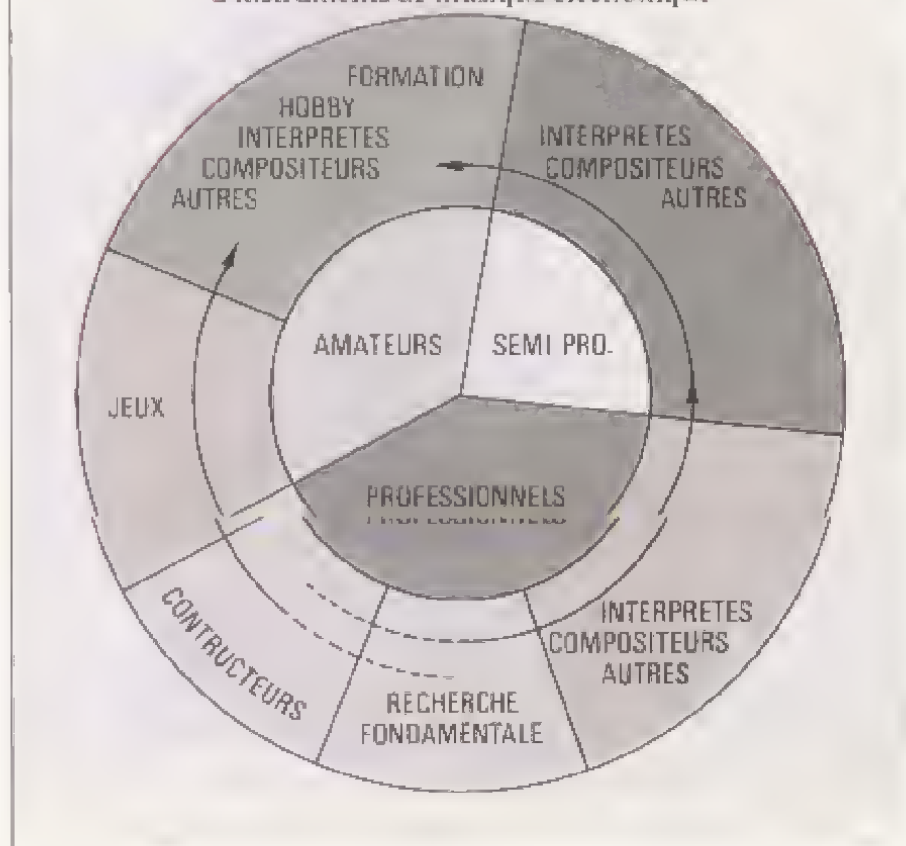 FORMATION
HOBBY
INTERPRETES
COMPOSITEURS
AUTRES
INTERPRETES
COMPOSITEURS
AUTRES
AMATEURS
SEMI PRO.
JEUX
PROFESSIONNELS
CONTRUCTEURS
RECHERCHE
FONDAMENTALE
INTERPRETES
COMPOSITEURS
AUTRES